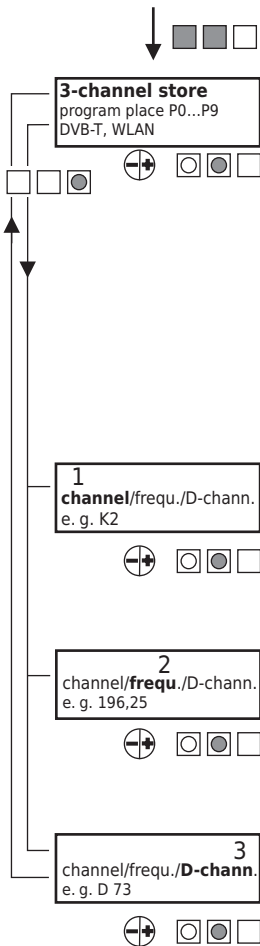 3-channel store
program place P0...P9
DVB-T, WLAN
1
channel/frequ./D-chann.
e. g. K2
2
channel/frequ./D-chann.
e. g. 196,25
3
channel/frequ./D-chann.
e. g. D 73